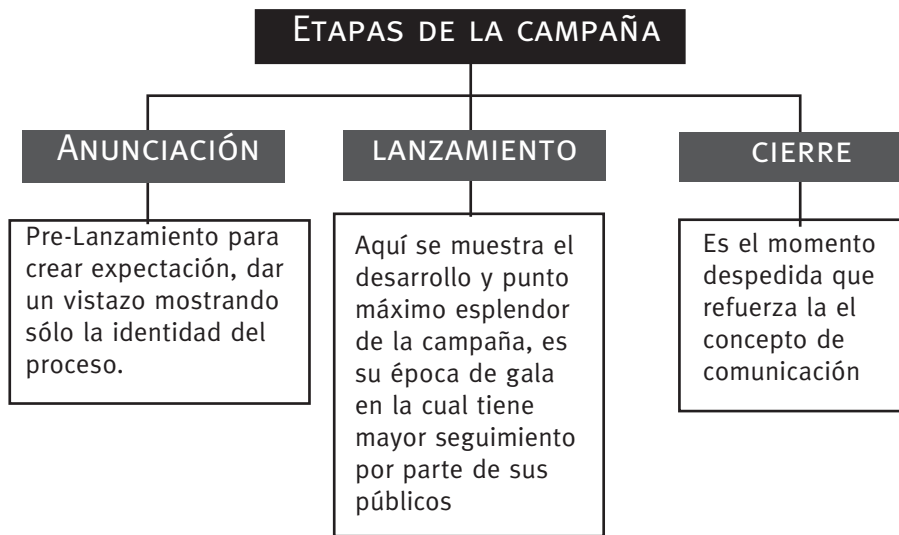 ETAPAS DE LA CAMPAÑA
ANUNCIACIÓN
Pre-Lanzamiento para
crear expectación, dar
un vistazo mostrando
sólo la identidad del
proceso.
LANZAMIENTO
Aquí se muestra el
desarrollo y punto
máximo esplendor
de la campaña, es
su época de gala
en la cual tiene
mayor seguimiento
por parte de sus
públicos
CIERRE
Es el momento
despedida que
refuerza la el
concepto de
comunicación